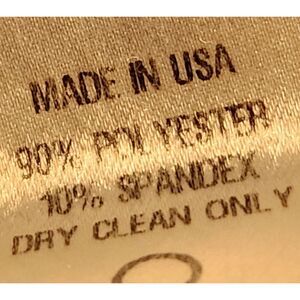 MADE IN USA
90% POLYESTER
10% SPANDEX
DRY CLEAN ONLY